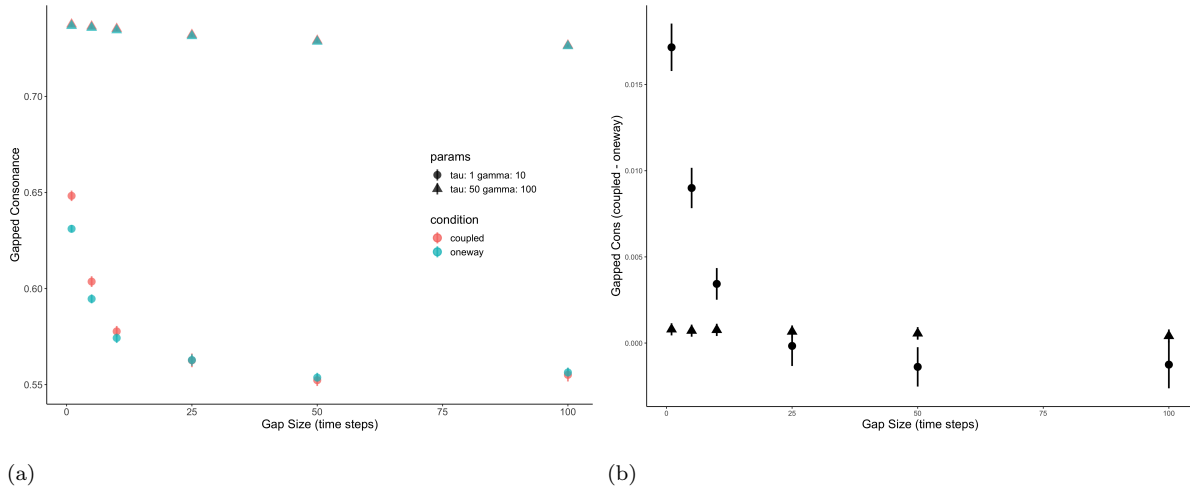 0.70
0.65
0.60
0.55
Gapped Consonance
0
25
50
75
100
Gap Size (time steps)
params
tau: 1 gamma: 10
tau: 50 gamma: 100
condition
coupled
oneway
(a)
0.015
0.010
0.005
0.000
Gapped Cons (coupled - oneway)
0
25
50
75
100
Gap Size (time steps)
(b)